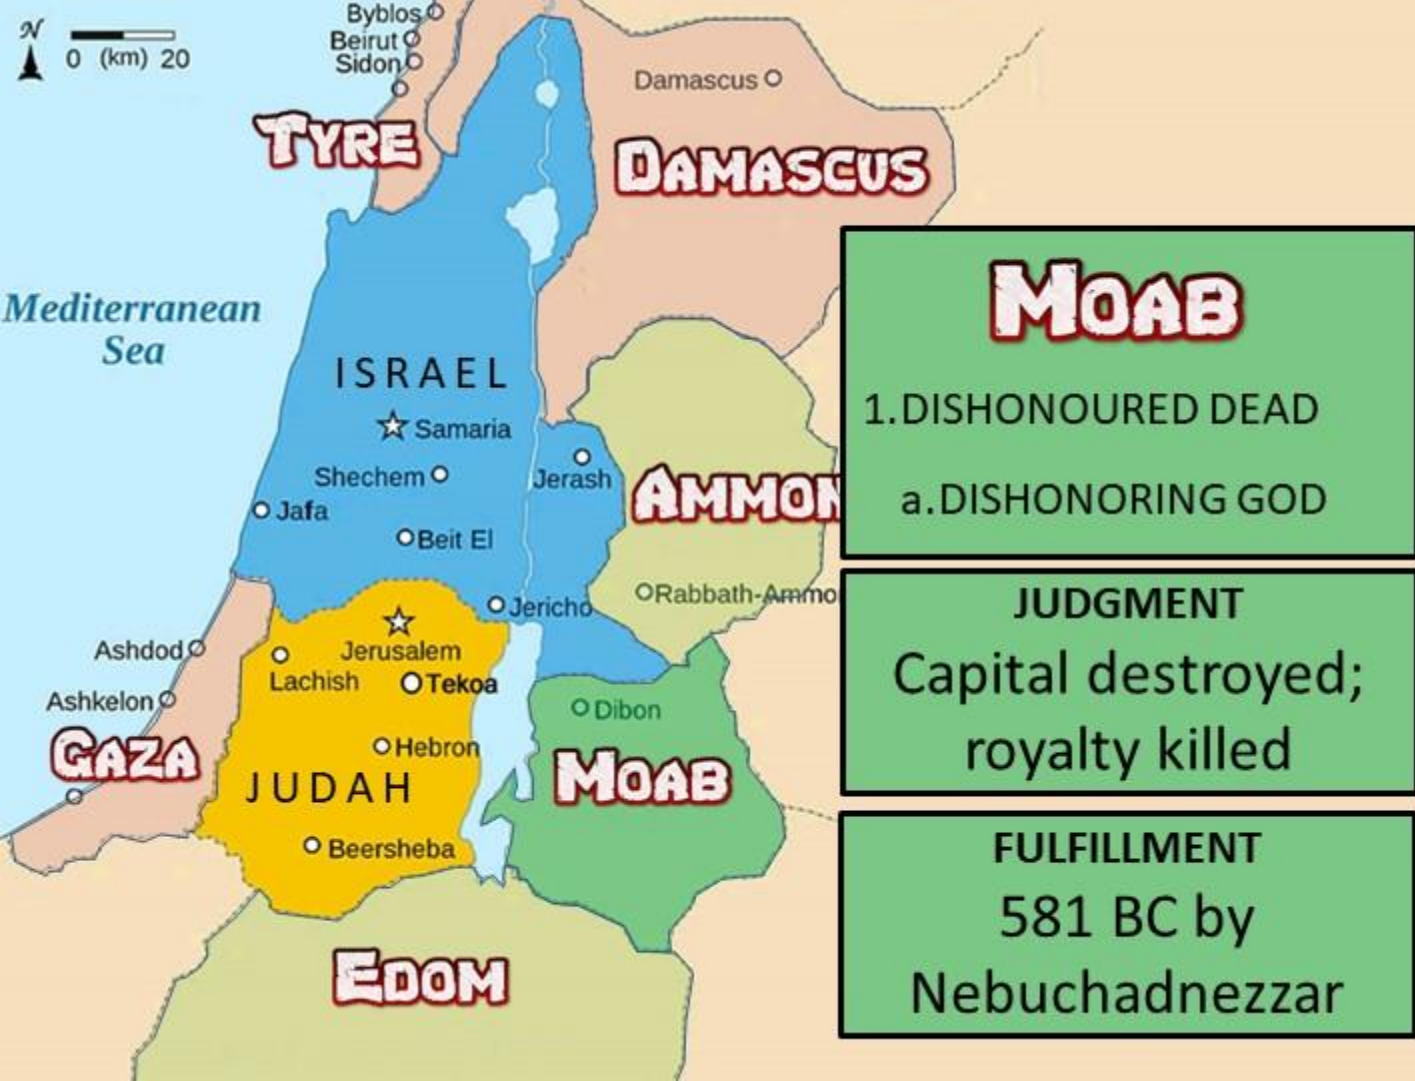 N
0 (km) 20
Byblos
Beirut
Sidon
TYRE
Damascus
DAMASCUS
Mediterranean
Sea
ISRAEL
Samaria
Shechem
Jerash
Jafa
Beit El
AMMON
Rabbath-Ammo
Jericho
Ashdod
Jerusalem
Lachish
Tekoa
Ashkelon
Dibon
GAZA
Hebron
MOAB
JUDAH
Beersheba
EDOM
MOAB
1.DISHONOURED DEAD
a.DISHONORING GOD
JUDGMENT
Capital destroyed;
royalty killed
FULFILLMENT
581 BC by
Nebuchadnezzar